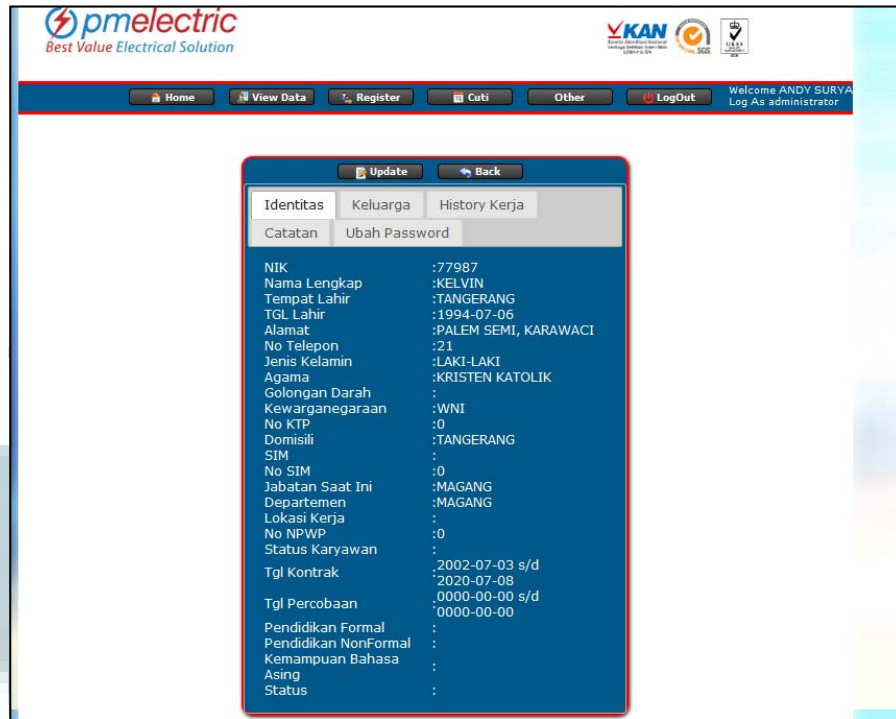 pmelectric
Best Value Electrical Solution
KAN
SGS
UKAS
Home View Data Register Cuti Other LogOut
Welcome ANDY SURYA
Log As administrator
Update Back
Identitas Keluarga History Kerja
Catatan Ubah Password
NIK :77987
Nama Lengkap :KELVIN
Tempat Lahir :TANGERANG
TGL Lahir :1994-07-06
Alamat :PALEM SEMI, KARAWACI
No Telepon :21
Jenis Kelamin :LAKI-LAKI
Agama :KRISTEN KATOLIK
Golongan Darah :
Kewarganegaraan :WNI
No KTP :0
Domisili :TANGERANG
SIM :
No SIM :0
Jabatan Saat Ini :MAGANG
Departemen :MAGANG
Lokasi Kerja :
No NPWP :0
Status Karyawan :
Tgl Kontrak :2002-07-03 s/d
2020-07-08
Tgl Percobaan :0000-00-00 s/d
0000-00-00
Pendidikan Formal :
Pendidikan NonFormal :
Kemampuan Bahasa
Asing :
Status :